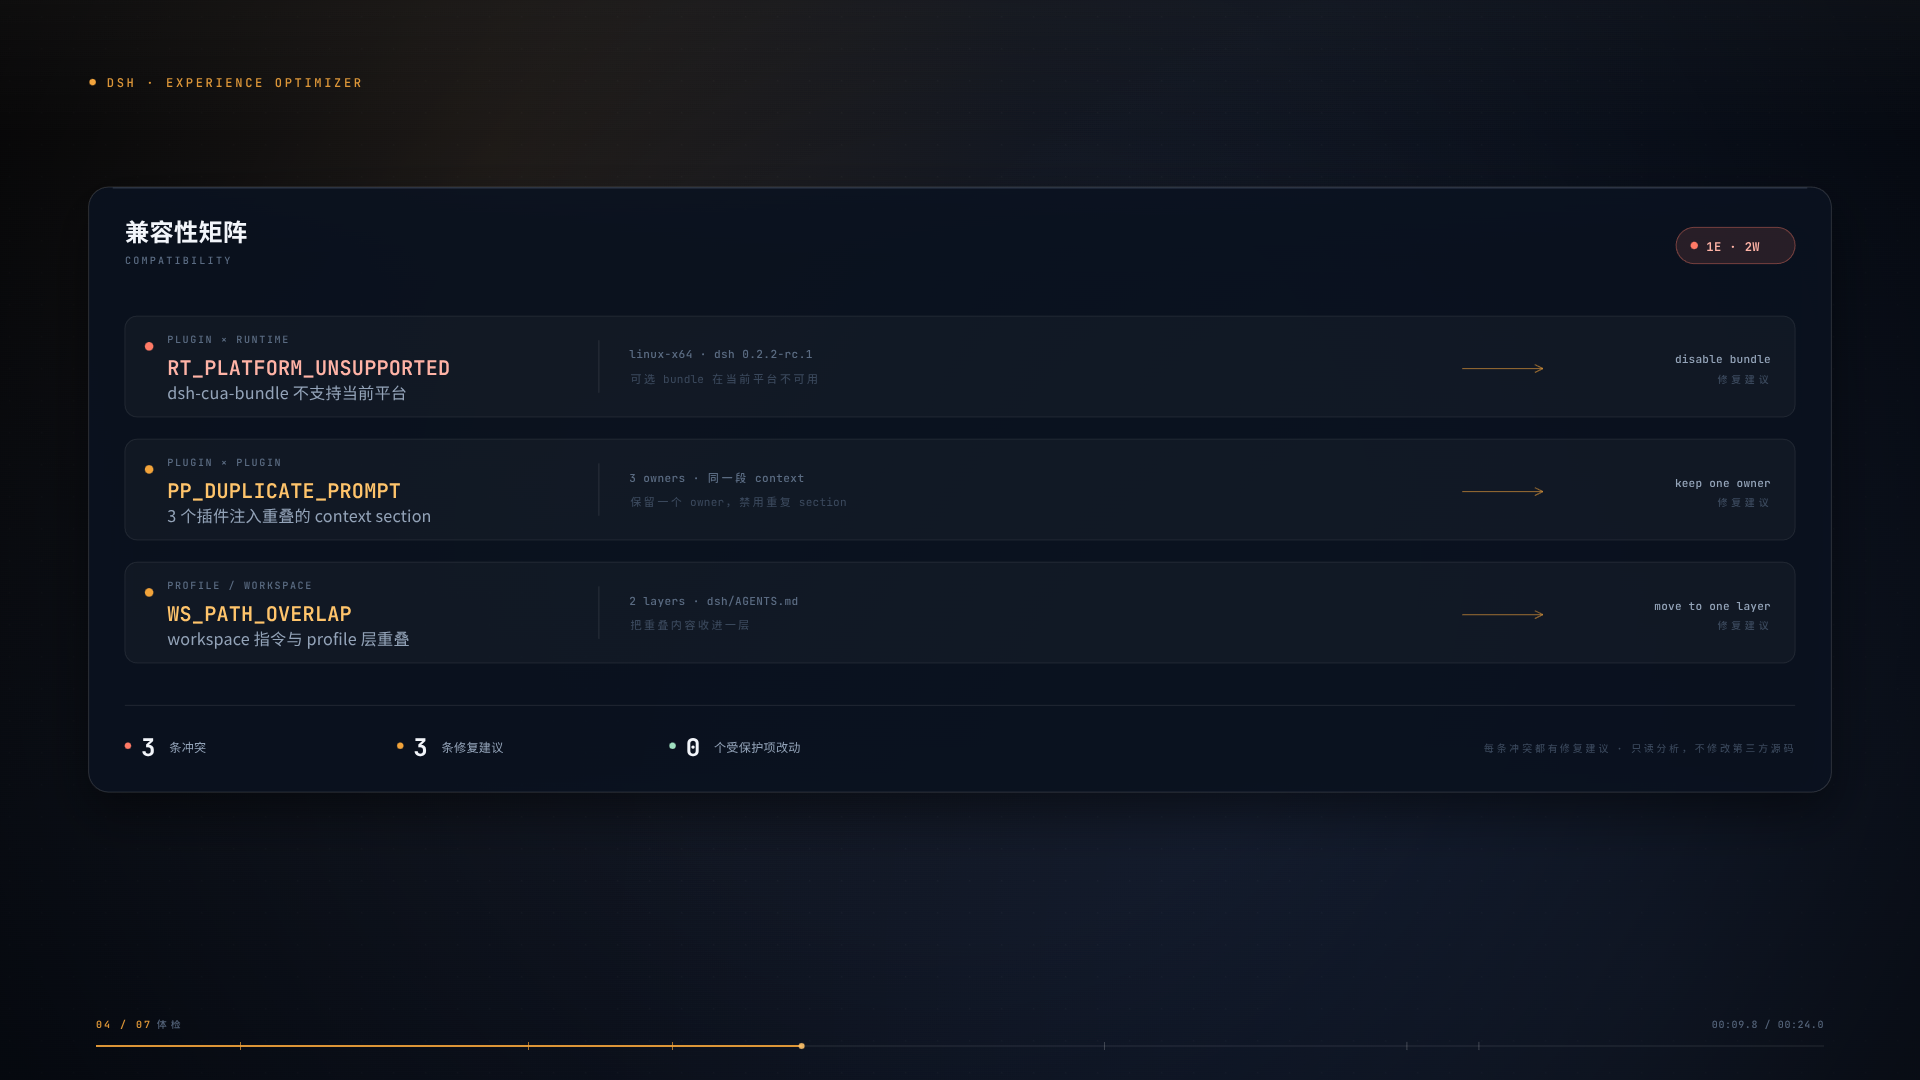 DSH · EXPERIENCE OPTIMIZER
兼容性矩阵
COMPATIBILITY
1E · 2W
PLUGIN × RUNTIME
RT_PLATFORM_UNSUPPORTED
dsh-cua-bundle 不支持当前平台
linux-x64 · dsh 0.2.2-rc.1
可选 bundle 在当前平台不可用
disable bundle
修复建议
PLUGIN × PLUGIN
PP_DUPLICATE_PROMPT
3 个插件注入重叠的 context section
3 owners · 同一段 context
保留一个 owner, 禁用重复 section
keep one owner
修复建议
PROFILE / WORKSPACE
WS_PATH_OVERLAP
workspace 指令与 profile 层重叠
2 layers · dsh/AGENTS.md
把重叠内容收进一层
move to one layer
修复建议
3 条冲突
3 条修复建议
0 个受保护项改动
每条冲突都有修复建议 · 只读分析, 不修改第三方源码
04 / 07 体检
00:09.8 / 00:24.0